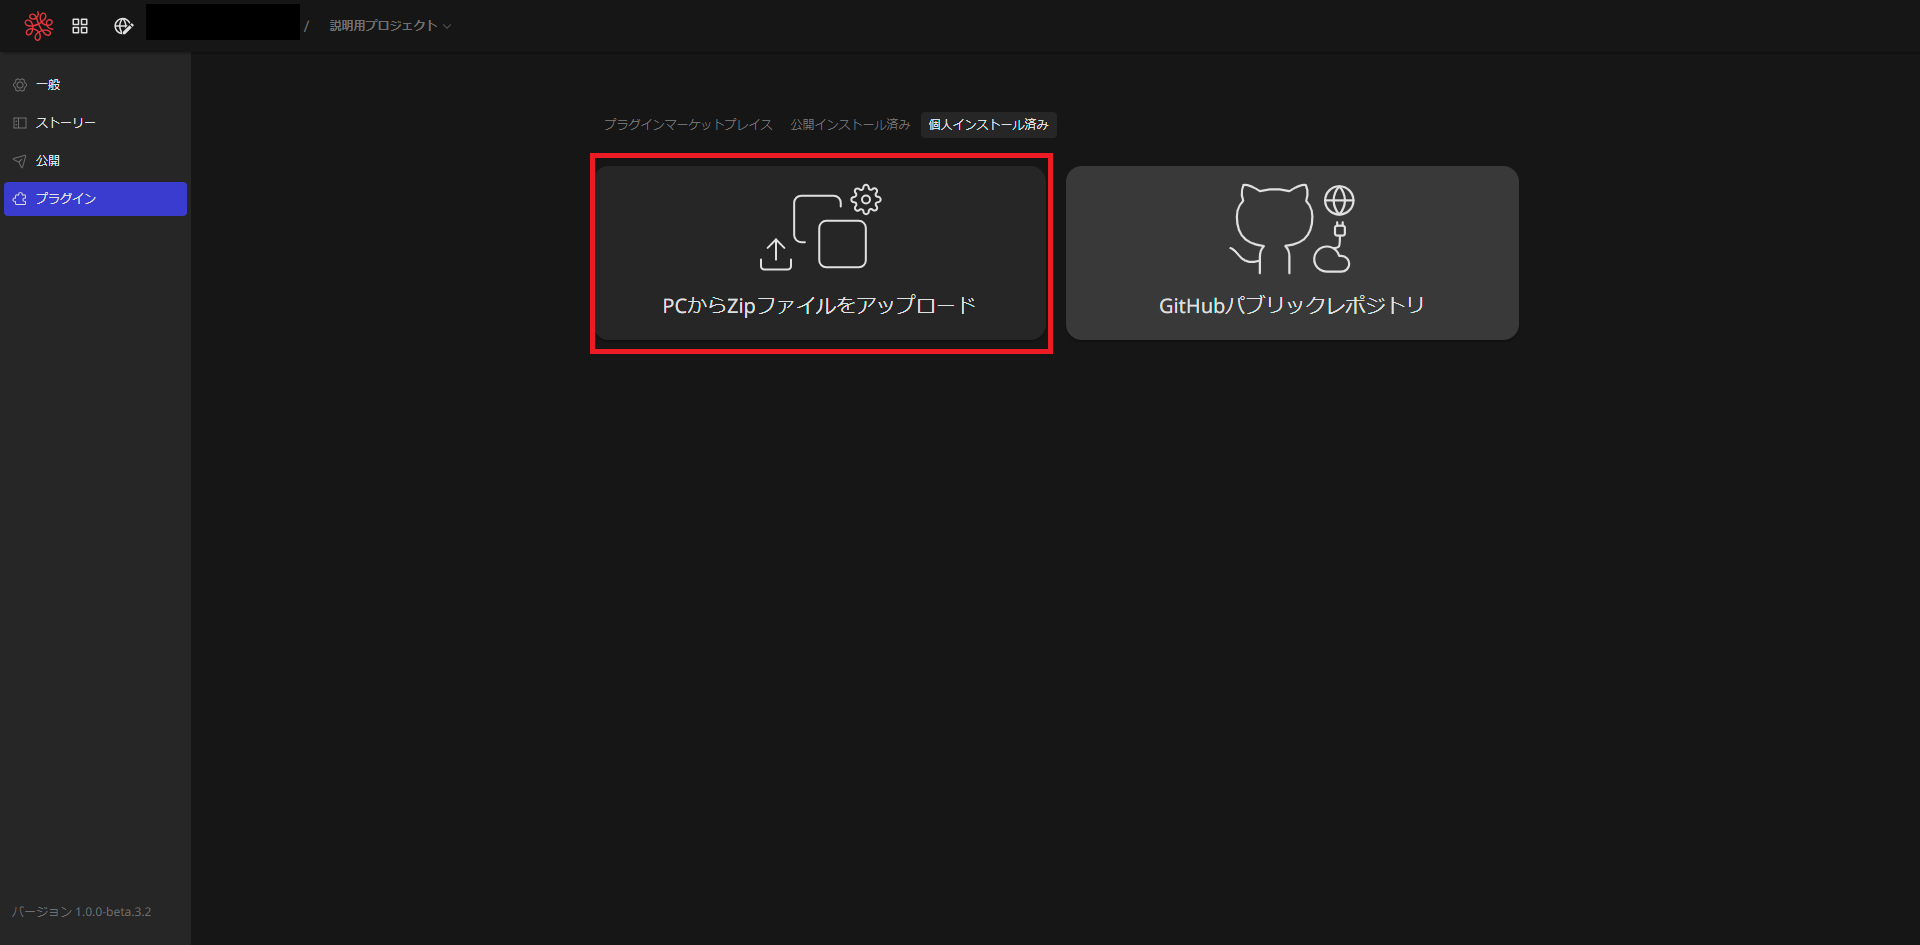 / 説明用プロジェクト
一般
ストーリー
公開
プラグイン
プラグインマーケットプレイス 公開インストール済み 個人インストール済み
PCからZipファイルをアップロード
GitHubパブリックレポジトリ
バージョン 1.0.0-beta.3.2